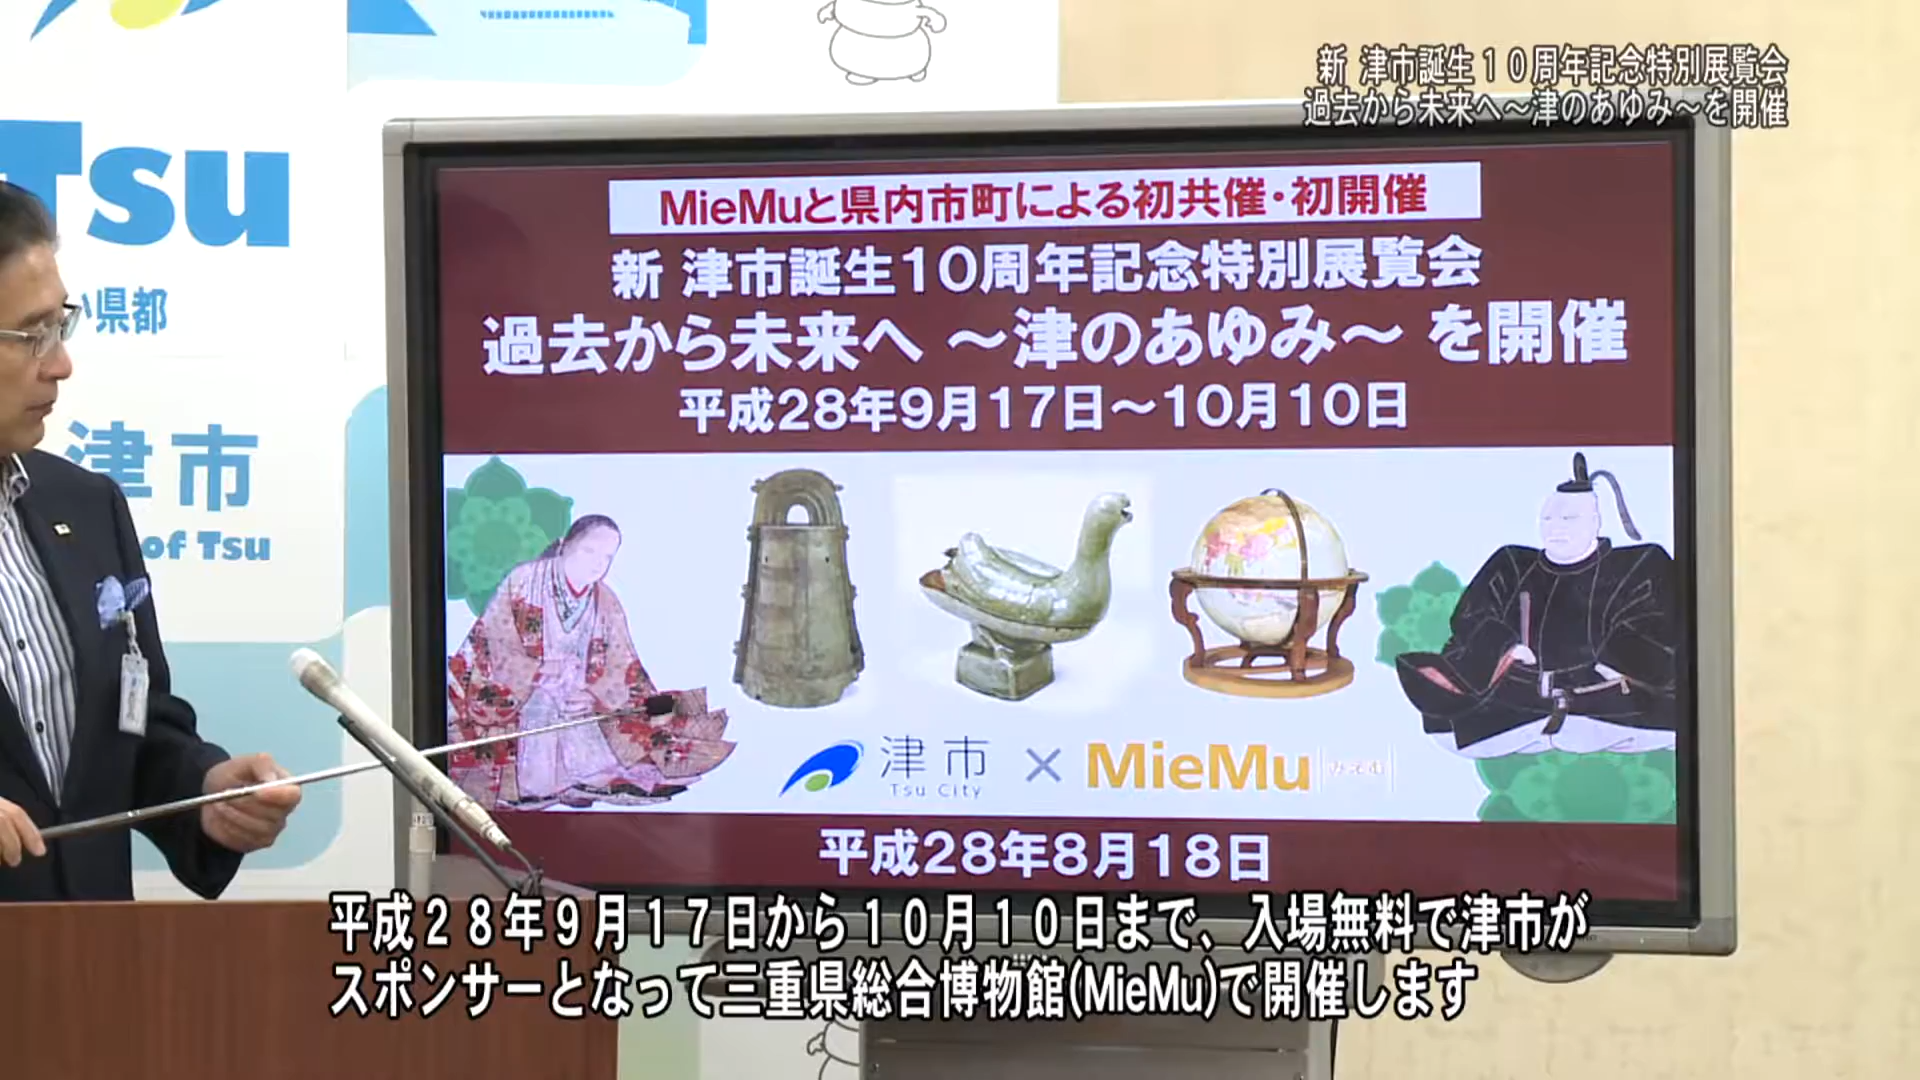 新 津市誕生１０周年記念特別展覧会
過去から未来へ～津のあゆみ～を開催
Tsu
県都
津市
of Tsu
MieMuと県内市町による初共催・初開催
新 津市誕生10周年記念特別展覧会
過去から未来へ ～津のあゆみ～ を開催
平成28年9月17日～10月10日
津市
Tsu City
×
MieMu
みえむ
平成28年8月18日
平成２８年９月１７日から１０月１０日まで、入場無料で津市が
スポンサーとなって三重県総合博物館(MieMu)で開催します